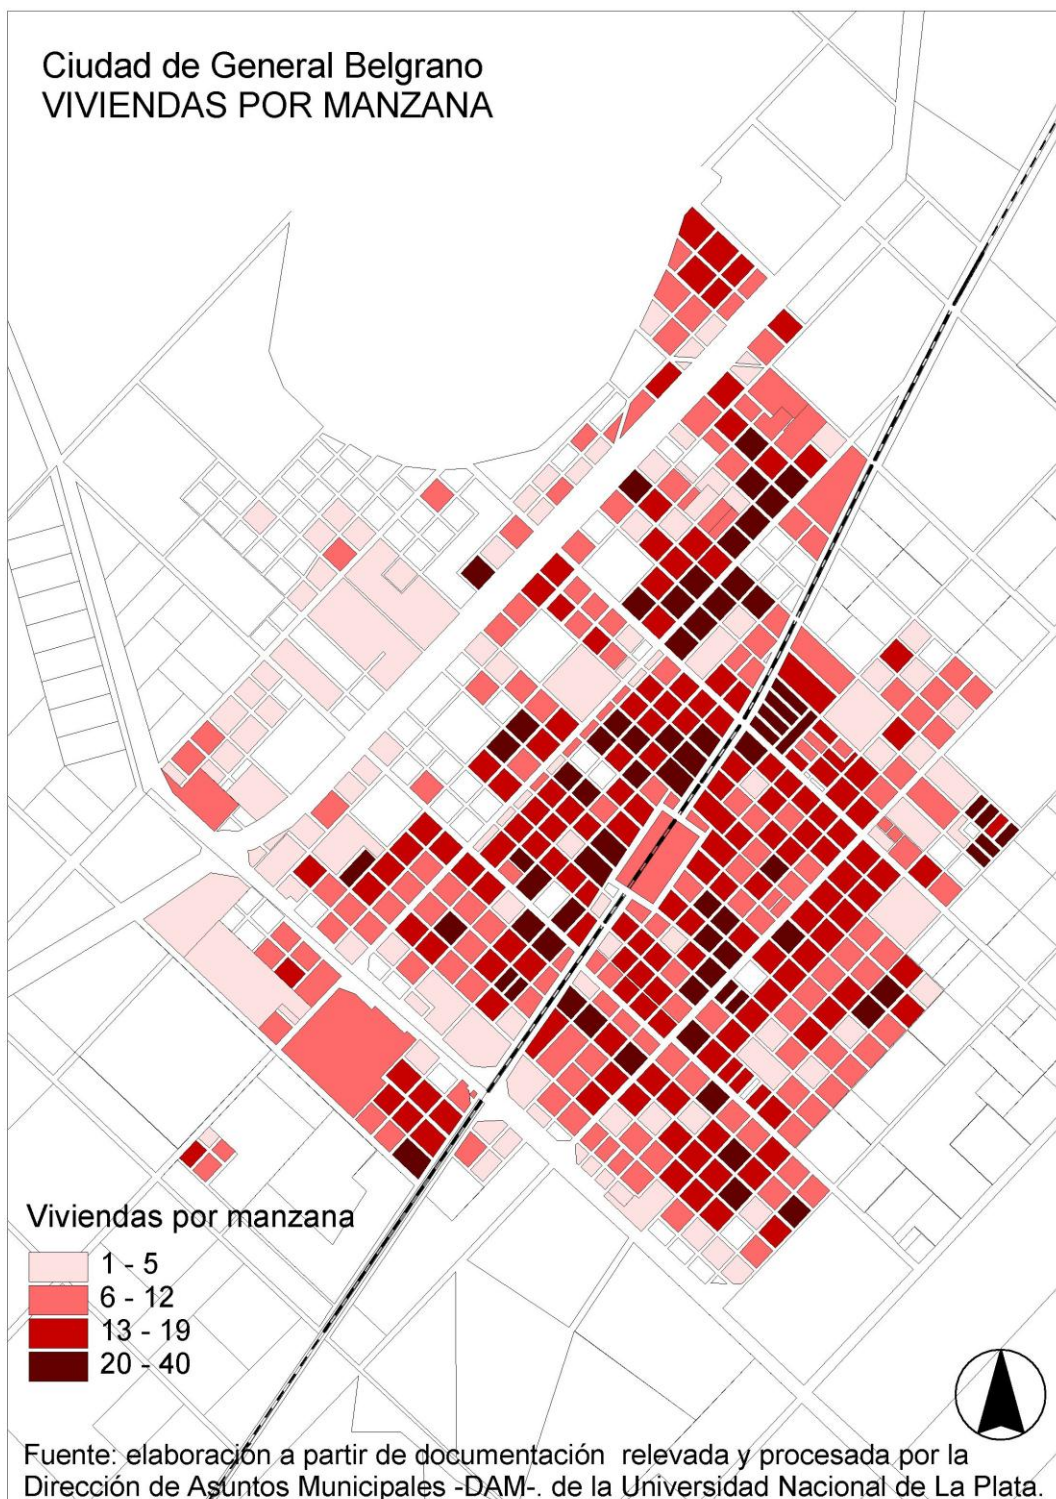 Ciudad de General Belgrano
VIVIENDAS POR MANZANA
Viviendas por manzana
1 - 5
6 - 12
13 - 19
20 - 40
Fuente: elaboración a partir de documentación relevada y procesada por la
Dirección de Asuntos Municipales -DAM-. de la Universidad Nacional de La Plata.